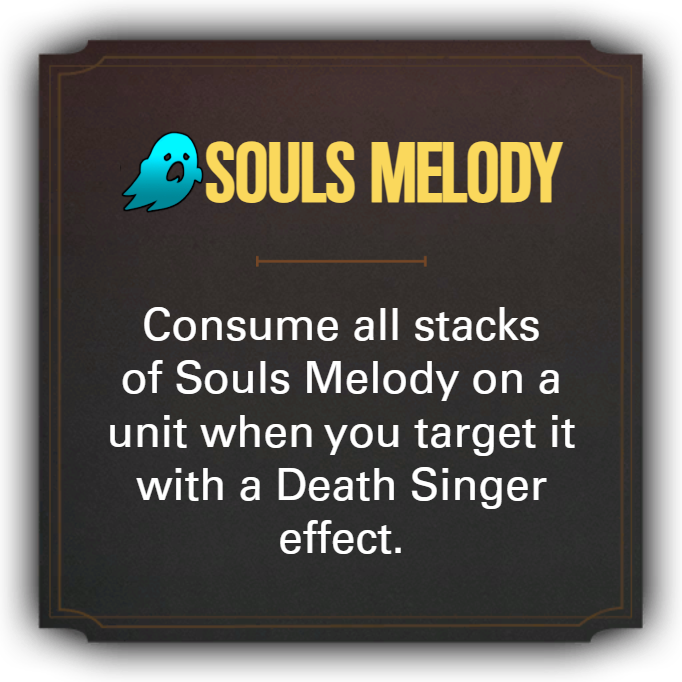 SOULS MELODY
Consume all stacks
of Souls Melody on a
unit when you target it
with a Death Singer
effect.